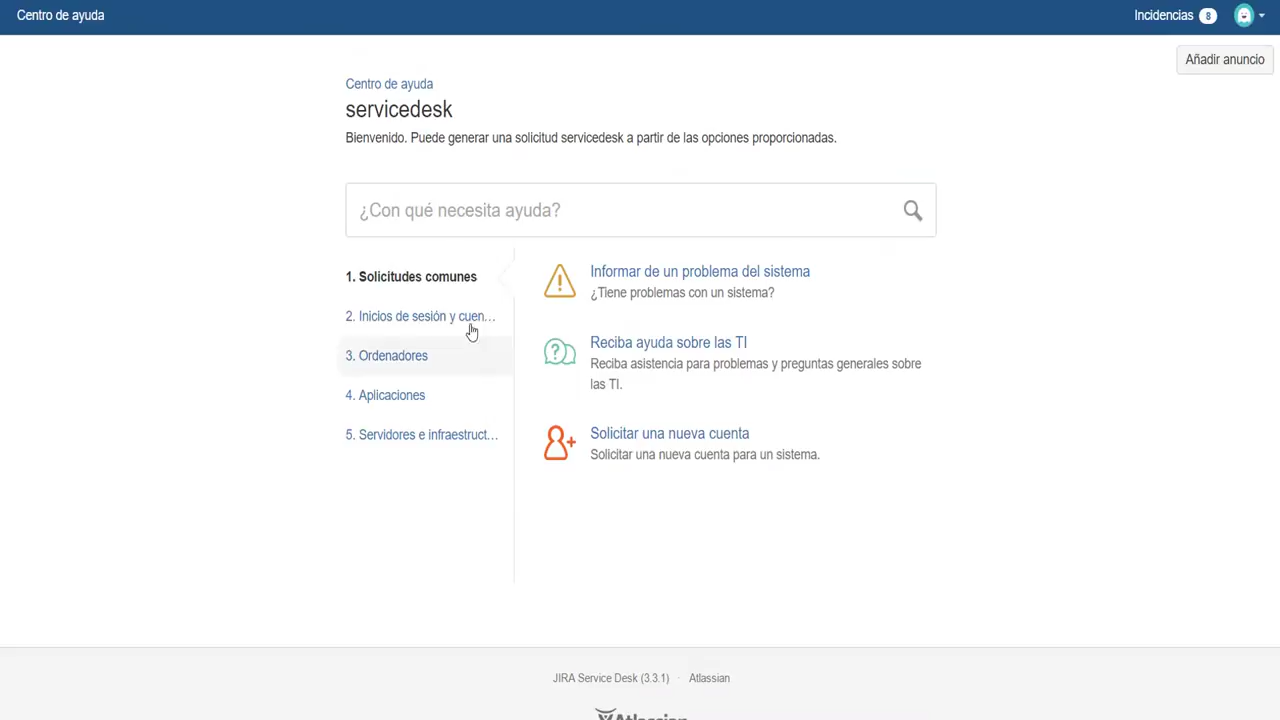 Centro de ayuda
Incidencias 8
Añadir anuncio
Centro de ayuda
servicedesk
Bienvenido. Puede generar una solicitud servicedesk a partir de las opciones proporcionadas.
¿Con qué necesita ayuda?
1. Solicitudes comunes
2. Inicios de sesión y cuen...
3. Ordenadores
4. Aplicaciones
5. Servidores e infraestruct...
Informar de un problema del sistema
¿Tiene problemas con un sistema?
Reciba ayuda sobre las TI
Reciba asistencia para problemas y preguntas generales sobre
las TI.
Solicitar una nueva cuenta
Solicitar una nueva cuenta para un sistema.
JIRA Service Desk (3.3.1) · Atlassian
Atlassian